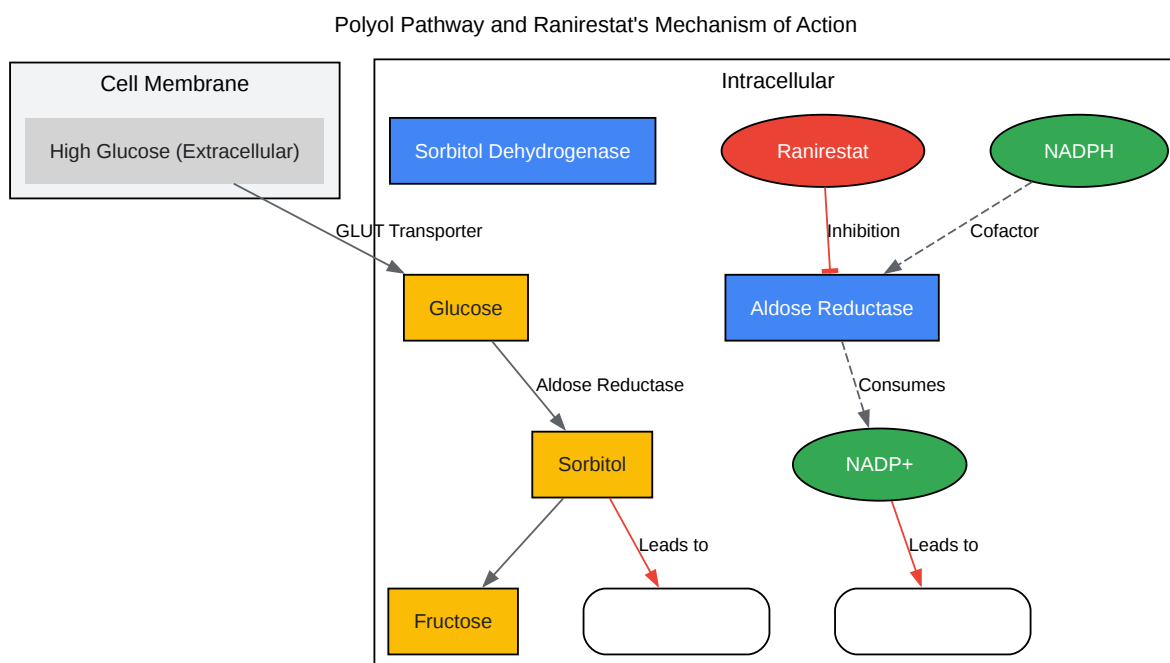 Polyol Pathway and Ranirestat's Mechanism of Action
Cell Membrane
Intracellular
High Glucose (Extracellular)
Sorbitol Dehydrogenase
Ranirestat
NADPH
GLUT Transporter
Inhibition
Cofactor
Glucose
Aldose Reductase
Aldose Reductase
Consumes
Sorbitol
NADP+
Leads to
Leads to
Fructose